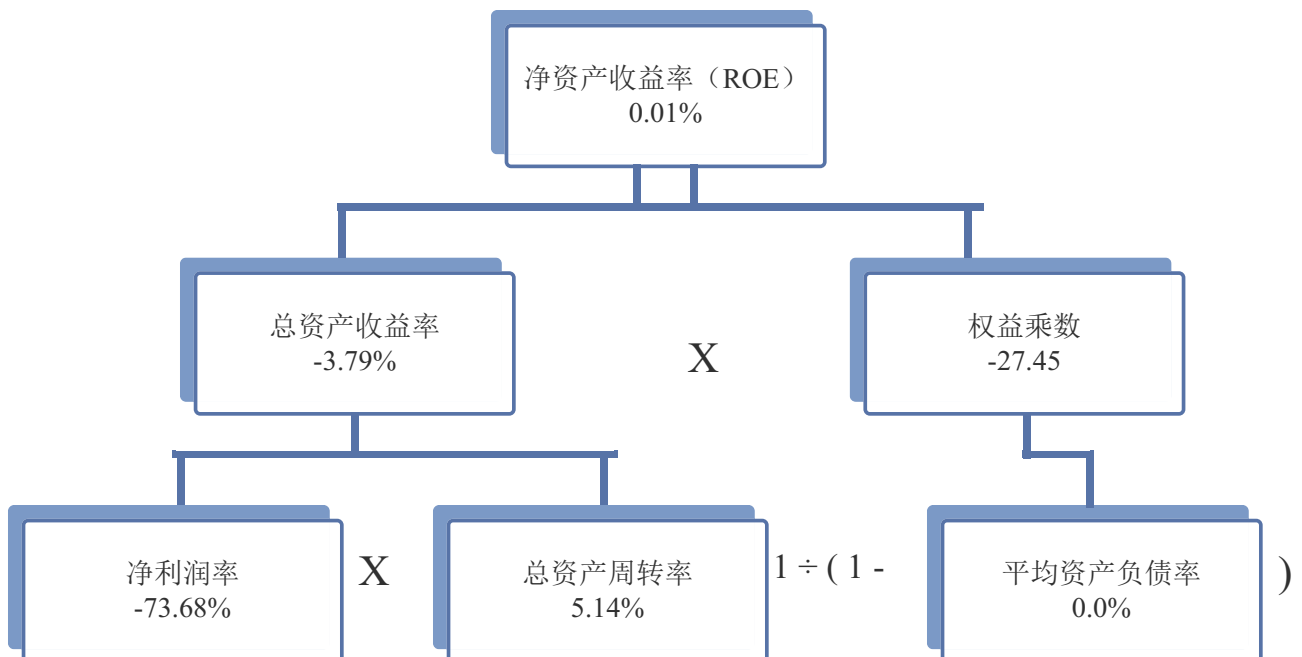 净资产收益率（ROE）
0.01%
总资产收益率
-3.79%
X
权益乘数
-27.45
净利润率
-73.68%
X
总资产周转率
5.14%
1 ÷ ( 1 -
平均资产负债率
0.0%
)